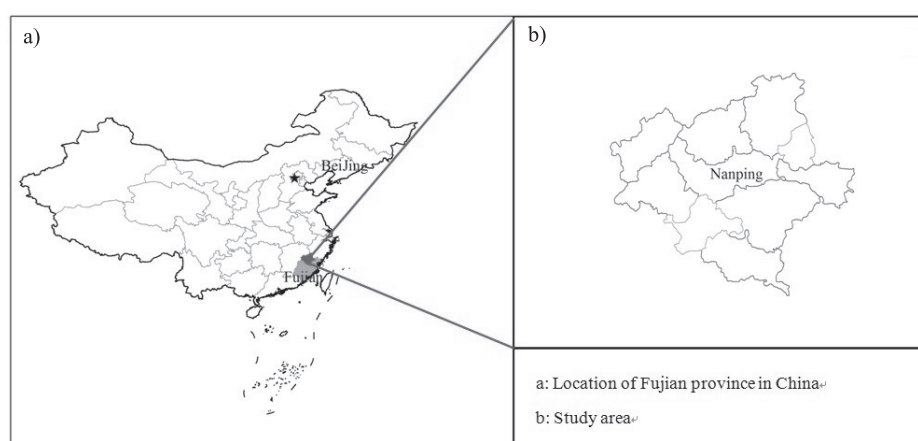 a)
BeiJing
Fujian
b)
Nanping
a: Location of Fujian province in China
b: Study area